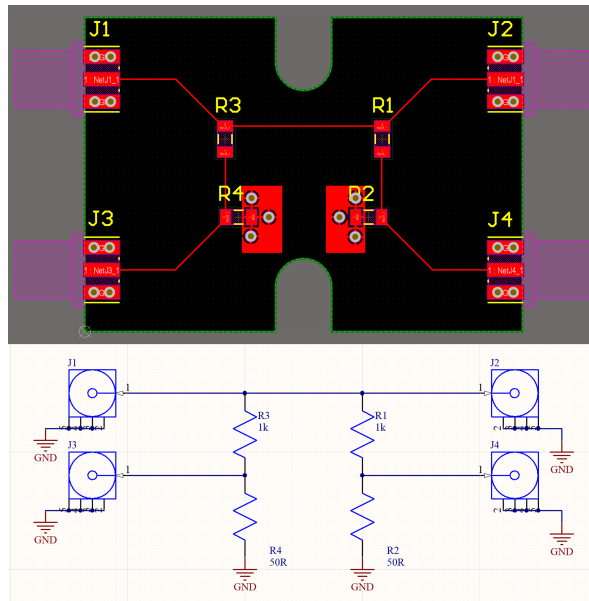 J1
J2
1 : NetJ1_1
1 : NetJ1_1
R3
R1
R4
R2
J3
J4
1 : NetJ3_1
1 : NetJ4_1
J1
J2
1
1
R3
1k
R1
1k
2
GND
GND
J3
J4
1
1
2
R4
50R
R2
50R
GND
GND
GND
GND